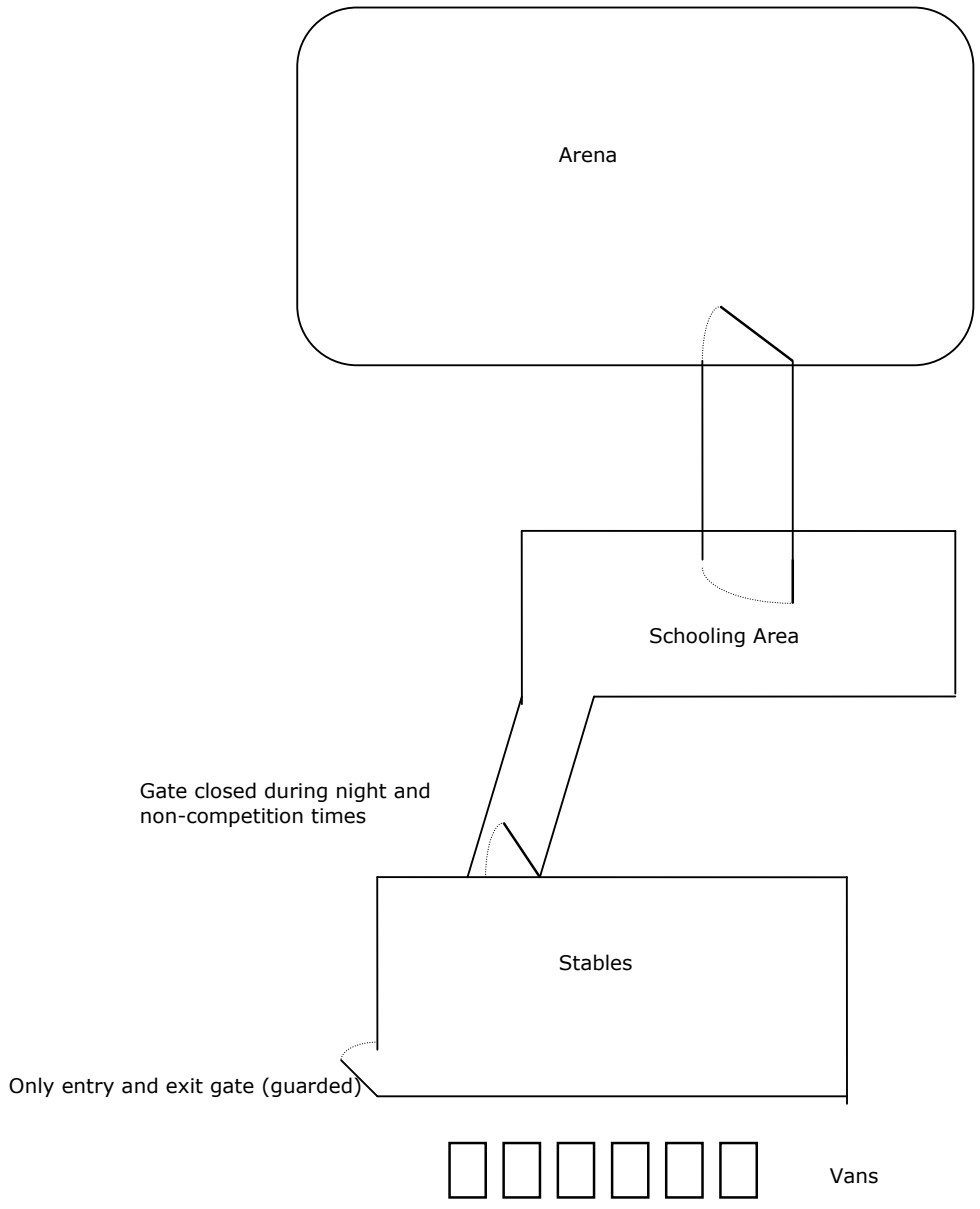 Arena
Schooling Area
Gate closed during night and
non-competition times
Stables
Only entry and exit gate (guarded)
Vans